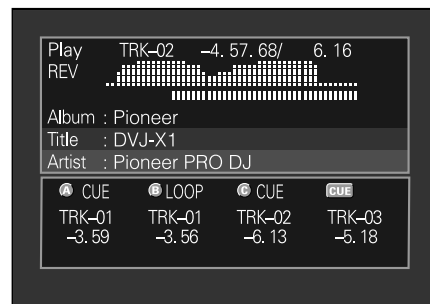 Play TRK–02 –4. 57. 68/ 6. 16
REV
Album : Pioneer
Title : DVJ-X1
Artist : Pioneer PRO DJ
A CUE B LOOP C CUE CUE
TRK–01 TRK–01 TRK–02 TRK–03
–3. 59 –3. 56 –6. 13 –5. 18